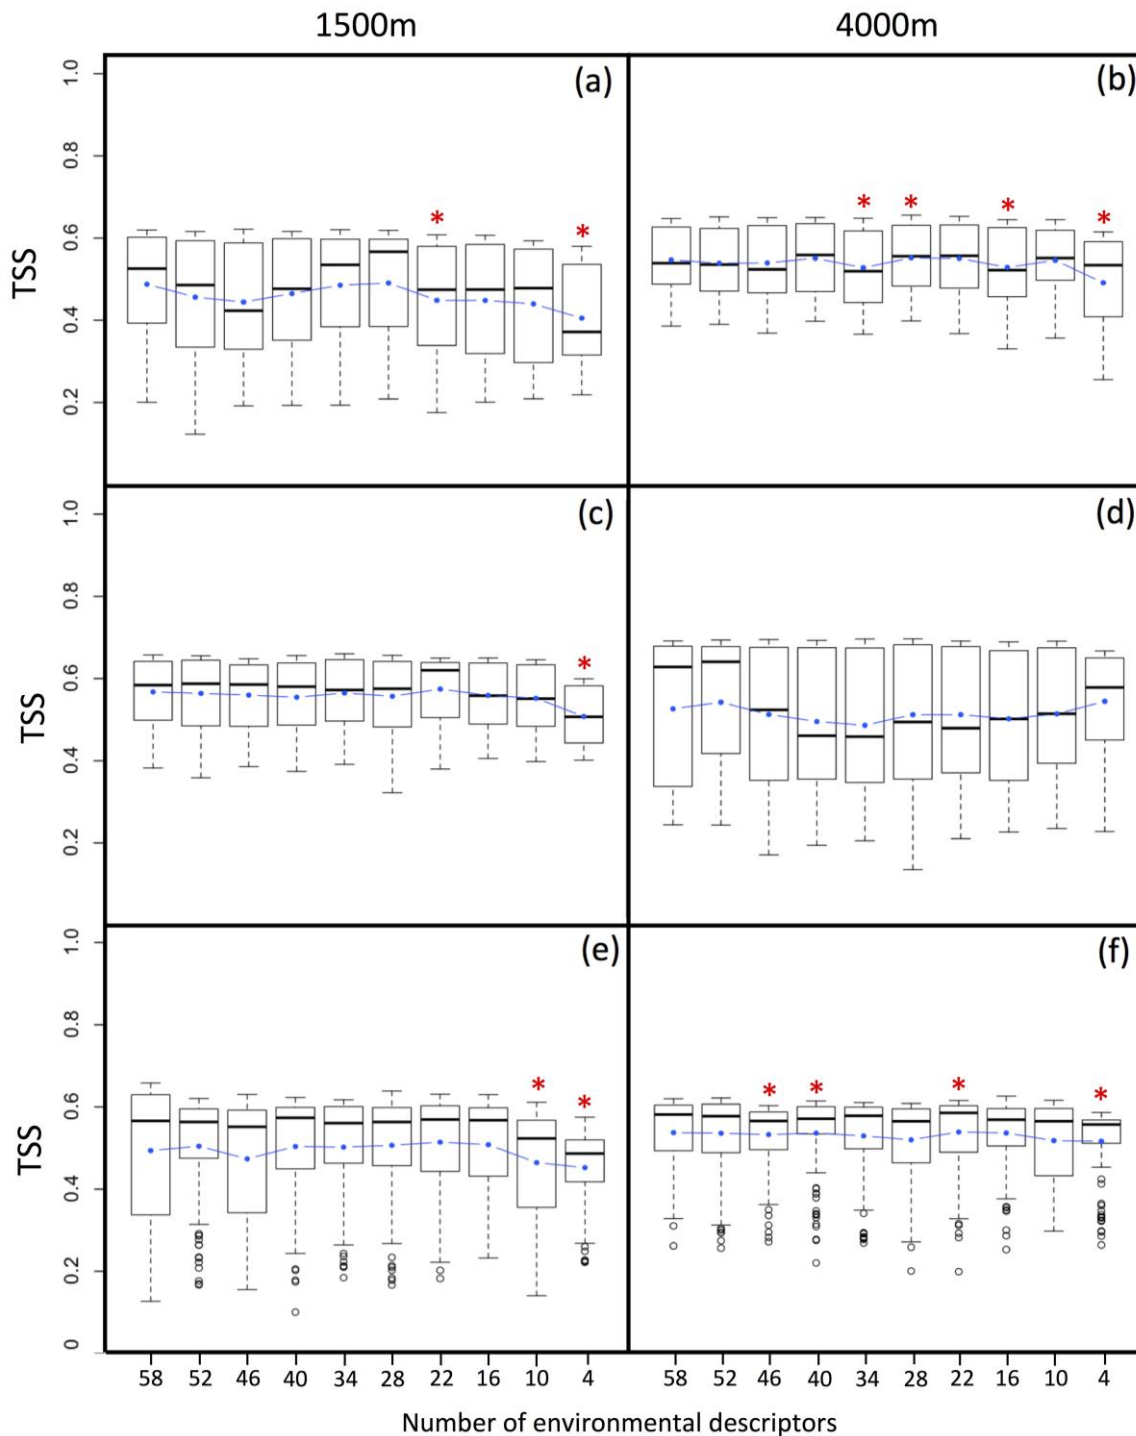 1500m 4000m
(a) (b)
TSS 1.0 0.8 0.6 0.4 0.2
* *
* * * *
(c) (d)
TSS 1.0 0.8 0.6 0.4 0.2
*
(e) (f)
TSS 1.0 0.8 0.6 0.4 0.2 0
* *
* * * *
58 52 46 40 34 28 22 16 10 4 58 52 46 40 34 28 22 16 10 4
Number of environmental descriptors